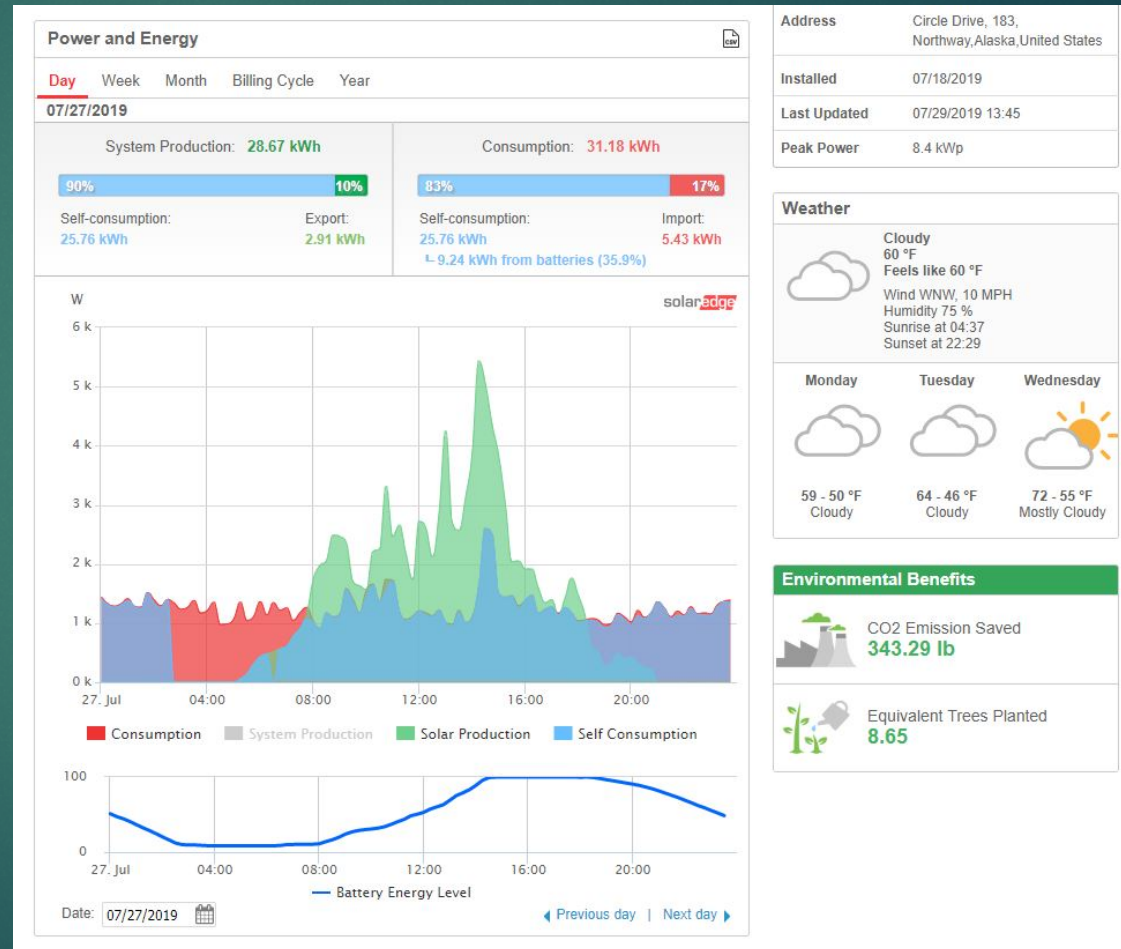 Power and Energy
CSV
Day Week Month Billing Cycle Year
07/27/2019
System Production: 28.67 kWh
90% 10%
Self-consumption: Export:
25.76 kWh 2.91 kWh
Consumption: 31.18 kWh
83% 17%
Self-consumption: Import:
25.76 kWh 5.43 kWh
9.24 kWh from batteries (35.9%)
W
solaredge
6 k
5 k
4 k
3 k
2 k
1 k
0 k
27. Jul 04:00 08:00 12:00 16:00 20:00
Consumption System Production Solar Production Self Consumption
100
0
27. Jul 04:00 08:00 12:00 16:00 20:00
Battery Energy Level
Date: 07/27/2019 Previous day | Next day
Address Circle Drive, 183,
Northway,Alaska,United States
Installed 07/18/2019
Last Updated 07/29/2019 13:45
Peak Power 8.4 kWp
Weather
Cloudy
60 °F
Feels like 60 °F
Wind WNW, 10 MPH
Humidity 75 %
Sunrise at 04:37
Sunset at 22:29
Monday Tuesday Wednesday
59 - 50 °F 64 - 46 °F 72 - 55 °F
Cloudy Cloudy Mostly Cloudy
Environmental Benefits
CO2 Emission Saved
343.29 lb
Equivalent Trees Planted
8.65